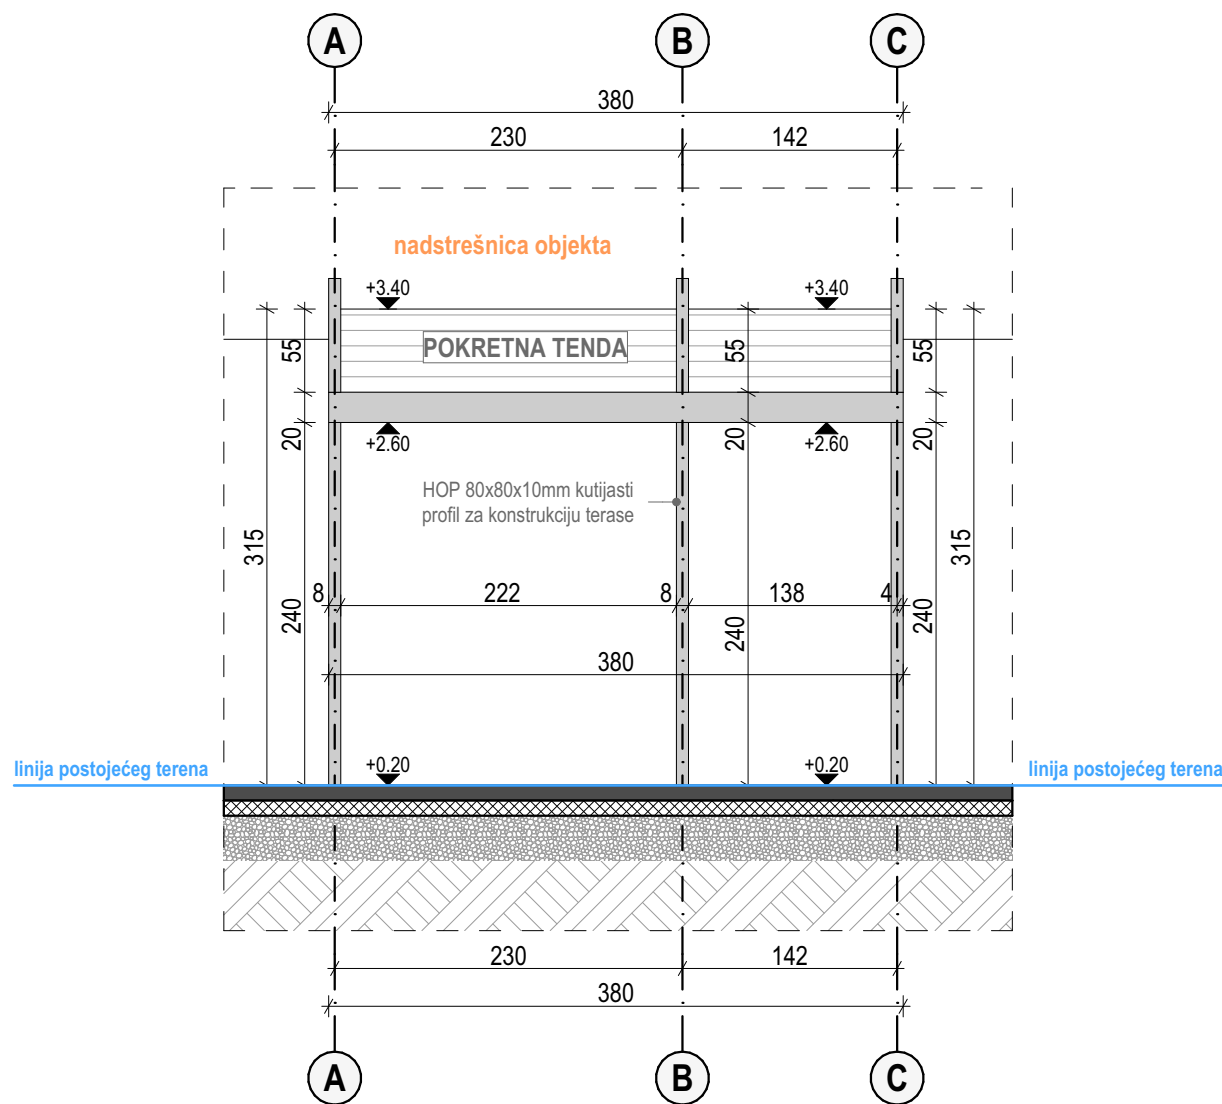 A
B
C
380
230
142
nadstrešnica objekta
+3.40
+3.40
POKRETNA TENDA
55
55
55
+2.60
+2.60
20
20
20
HOP 80x80x10mm kutijasti
profil za konstrukciju terase
315
315
8
222
8
138
4
240
240
240
380
+0.20
+0.20
linija postojećeg terena
linija postojećeg terena
230
142
380
A
B
C